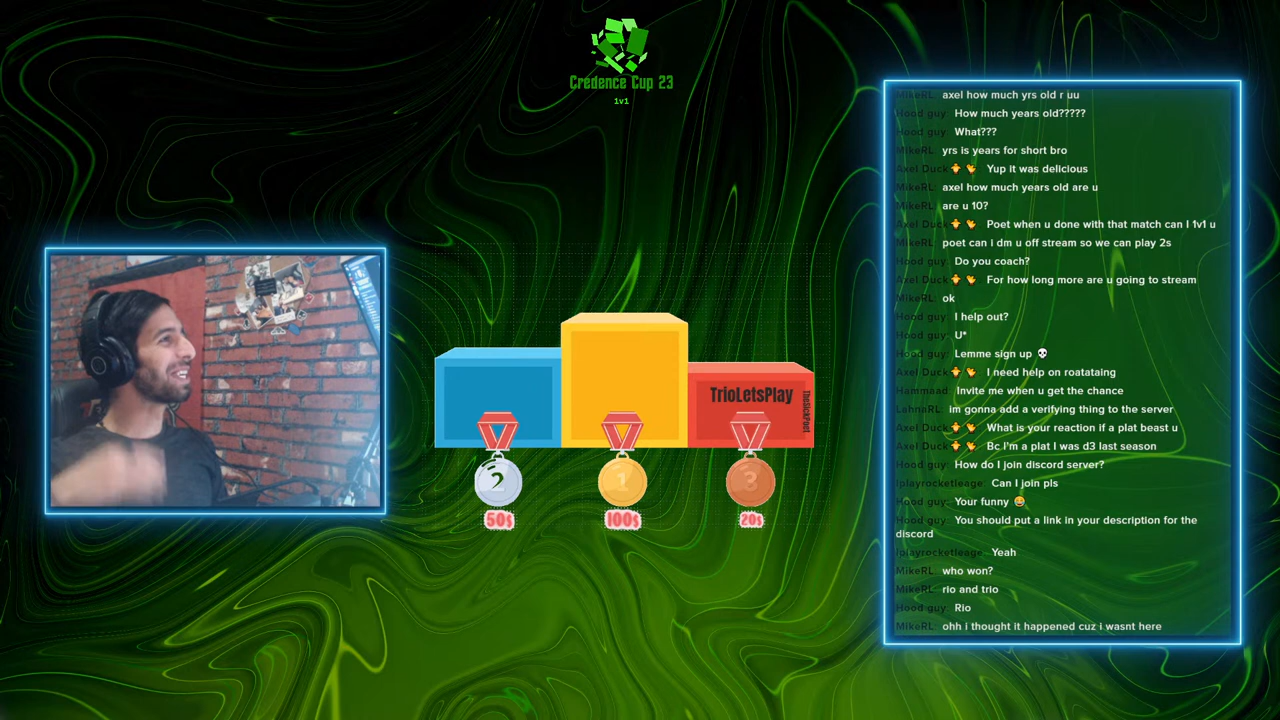 Credence Cup 23
1v1
MikeRL: axel how much yrs old r uu
Hood guy: How much years old?????
Hood guy: What???
MikeRL: yrs is years for short bro
Axel Duck Yup it was delicious
MikeRL: axel how much years old are u
MikeRL: are u 10?
Axel Duck Poet when u done with that match can I 1v1 u
MikeRL: poet can i dm u off stream so we can play 2s
Hood guy: Do you coach?
Axel Duck For how long more are u going to stream
MikeRL: ok
Hood guy: I help out?
Hood guy: U*
Hood guy: Lemme sign up 💀
Axel Duck I need help on roatataing
Hammaad: Invite me when u get the chance
LahnaRL: im gonna add a verifying thing to the server
Axel Duck What is your reaction if a plat beast u
Axel Duck Bc I'm a plat I was d3 last season
Hood guy: How do I join discord server?
Iplayrocketleage: Can I join pls
Hood guy: Your funny 😂
Hood guy: You should put a link in your description for the
discord
Iplayrocketleage: Yeah
MikeRL: who won?
MikeRL: rio and trio
Hood guy: Rio
MikeRL: ohh i thought it happened cuz i wasnt here
TrioLetsPlay
TheSickPoet
2
1
3
50$
100$
20$